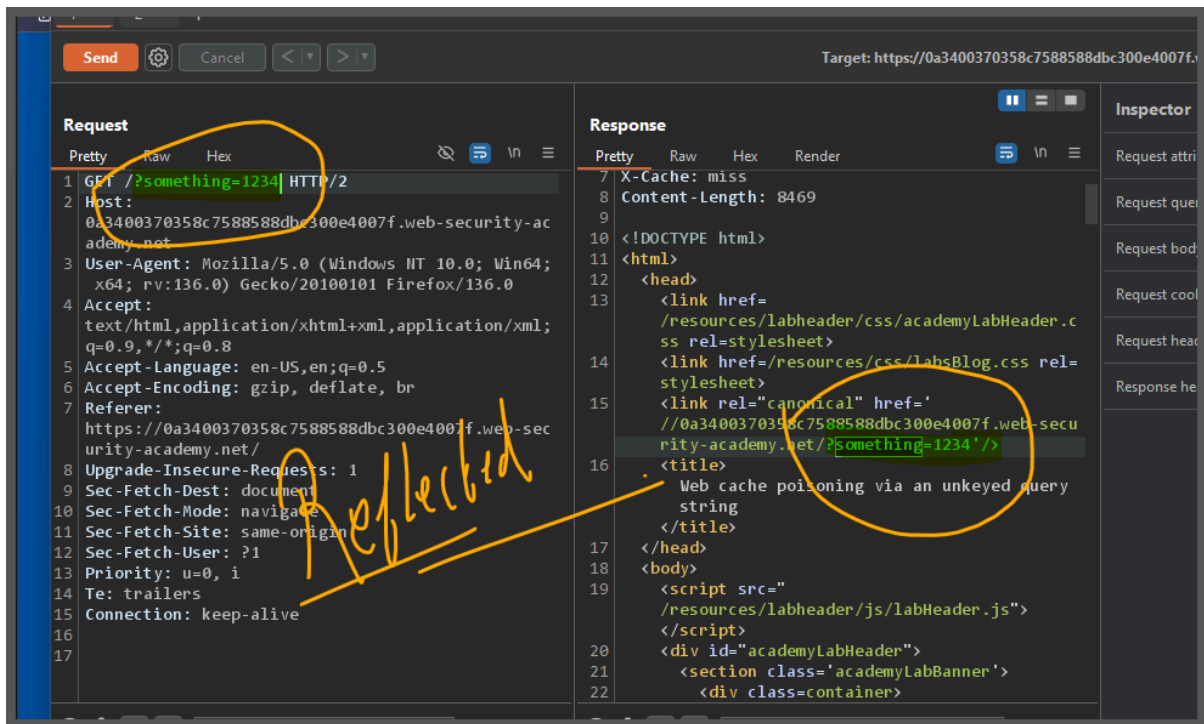 Send
Cancel
< | ▾
> | ▾
Target: https://0a3400370358c7588588dbc300e4007f.
Request
Pretty Raw Hex
\n
1 GET /?something=1234 HTTP/2
2 Host:
0a3400370358c7588588dbc300e4007f.web-security-ac
ademy.net
3 User-Agent: Mozilla/5.0 (Windows NT 10.0; Win64;
x64; rv:136.0) Gecko/20100101 Firefox/136.0
4 Accept:
text/html,application/xhtml+xml,application/xml;
q=0.9,*/*;q=0.8
5 Accept-Language: en-US,en;q=0.5
6 Accept-Encoding: gzip, deflate, br
7 Referer:
https://0a3400370358c7588588dbc300e4007f.web-sec
urity-academy.net/
8 Upgrade-Insecure-Requests: 1
9 Sec-Fetch-Dest: document
10 Sec-Fetch-Mode: navigate
11 Sec-Fetch-Site: same-origin
12 Sec-Fetch-User: ?1
13 Priority: u=0, i
14 Te: trailers
15 Connection: keep-alive
16
17
Reflected
Response
Pretty Raw Hex Render
\n
7 X-Cache: miss
8 Content-Length: 8469
9
10 <!DOCTYPE html>
11 <html>
12 <head>
13 <link href=
/resources/labheader/css/academyLabHeader.c
ss rel=stylesheet>
14 <link href=/resources/css/labsBlog.css rel=
stylesheet>
15 <link rel="canonical" href='
//0a3400370358c7588588dbc300e4007f.web-secu
rity-academy.net/?something=1234'/>
16 <title>
Web cache poisoning via an unkeyed query
string
</title>
17 </head>
18 <body>
19 <script src="
/resources/labheader/js/labHeader.js">
</script>
20 <div id="academyLabHeader">
21 <section class='academyLabBanner'>
22 <div class=container>
Inspector
Request attri
Request quer
Request body
Request cook
Request head
Response he